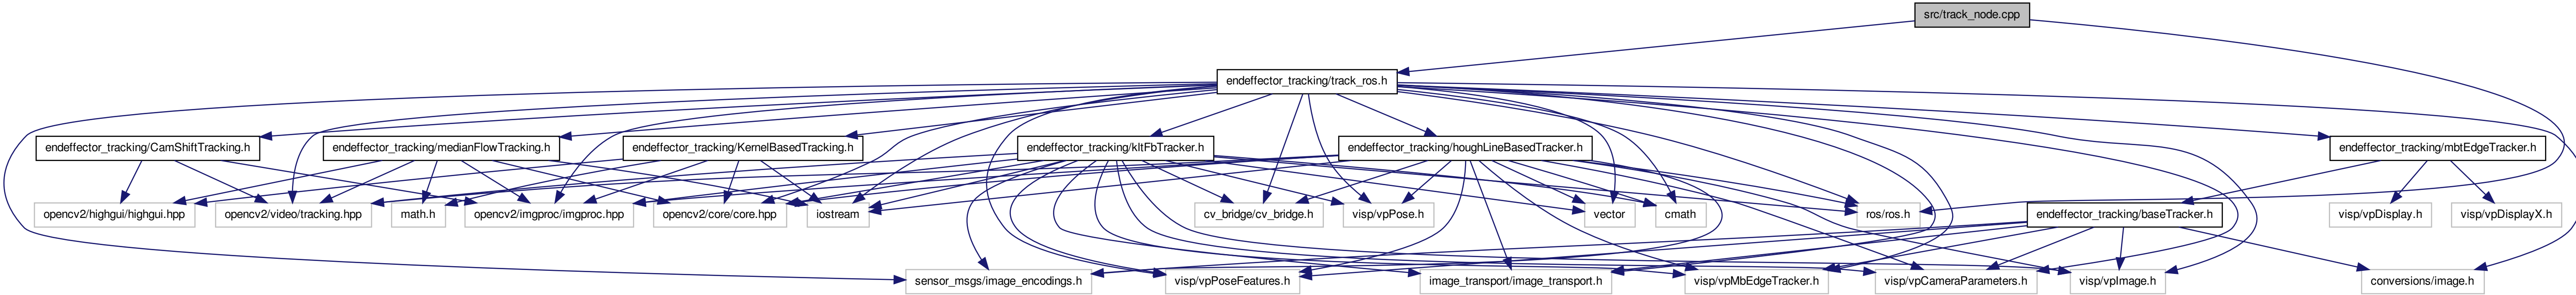 src/track_node.cpp
endeffector_tracking/track_ros.h
endeffector_tracking/CamShiftTracking.h
endeffector_tracking/medianFlowTracking.h
endeffector_tracking/KernelBasedTracking.h
endeffector_tracking/kltFbTracker.h
endeffector_tracking/houghLineBasedTracker.h
endeffector_tracking/mbtEdgeTracker.h
opencv2/highgui/highgui.hpp
opencv2/video/tracking.hpp
math.h
opencv2/imgproc/imgproc.hpp
opencv2/core/core.hpp
iostream
cv_bridge/cv_bridge.h
visp/vpPose.h
vector
cmath
ros/ros.h
endeffector_tracking/baseTracker.h
visp/vpDisplay.h
visp/vpDisplayX.h
sensor_msgs/image_encodings.h
visp/vpPoseFeatures.h
image_transport/image_transport.h
visp/vpMbEdgeTracker.h
visp/vpCameraParameters.h
visp/vpImage.h
conversions/image.h